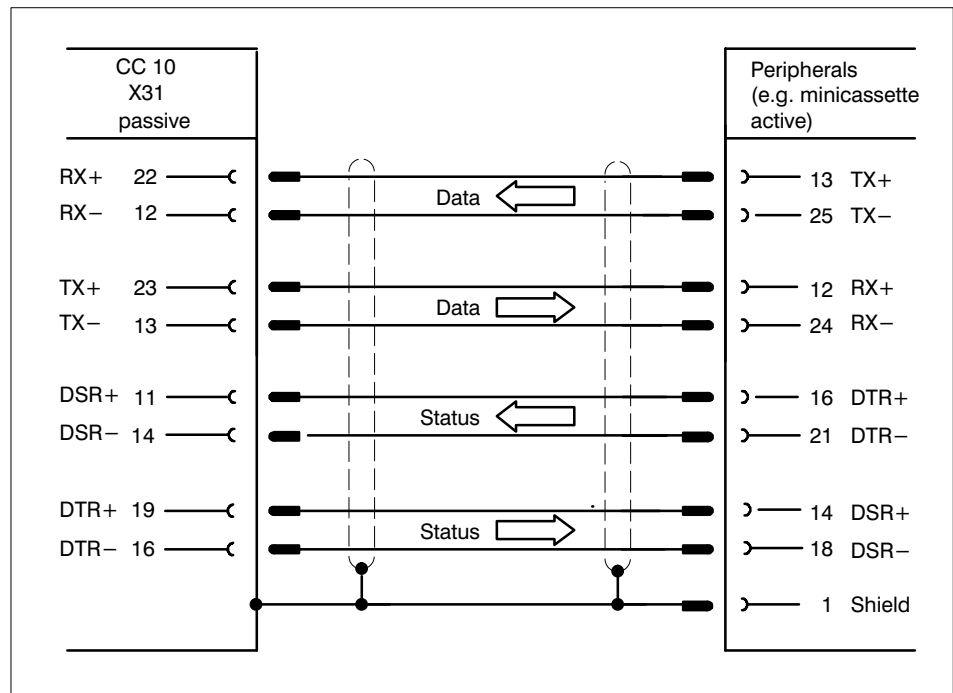 CC 10
X31
passive
Peripherals
(e.g. minicassette
active)
RX+ 22 13 TX+
Data
RX− 12 25 TX−
TX+ 23 12 RX+
Data
TX− 13 24 RX−
DSR+ 11 16 DTR+
Status
DSR− 14 21 DTR−
DTR+ 19 14 DSR+
Status
DTR− 16 18 DSR−
1 Shield